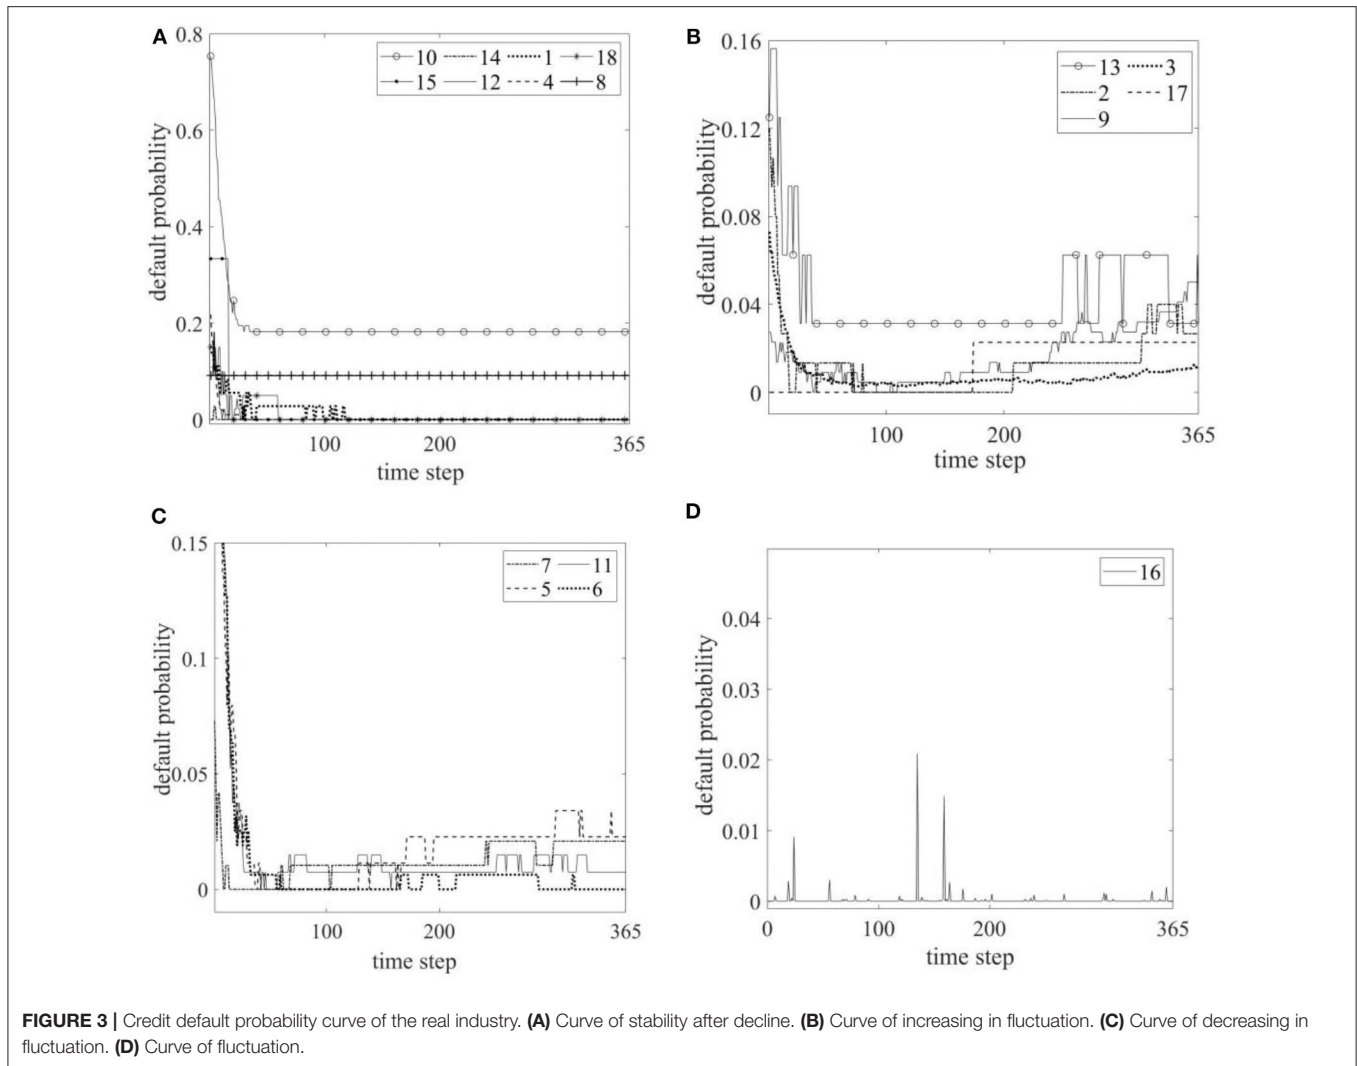 A
0.8
0.6
0.4
0.2
0
default probability
10 14 1 18
15 12 4 8
100 200 365
time step
B
0.16
0.12
0.08
0.04
0
default probability
13 3
2 17
9
100 200 365
time step
C
0.15
0.1
0.05
0
default probability
7 11
5 6
100 200 365
time step
D
0.04
0.03
0.02
0.01
0
default probability
16
0 100 200 365
time step
FIGURE 3 | Credit default probability curve of the real industry. (A) Curve of stability after decline. (B) Curve of increasing in fluctuation. (C) Curve of decreasing in
fluctuation. (D) Curve of fluctuation.